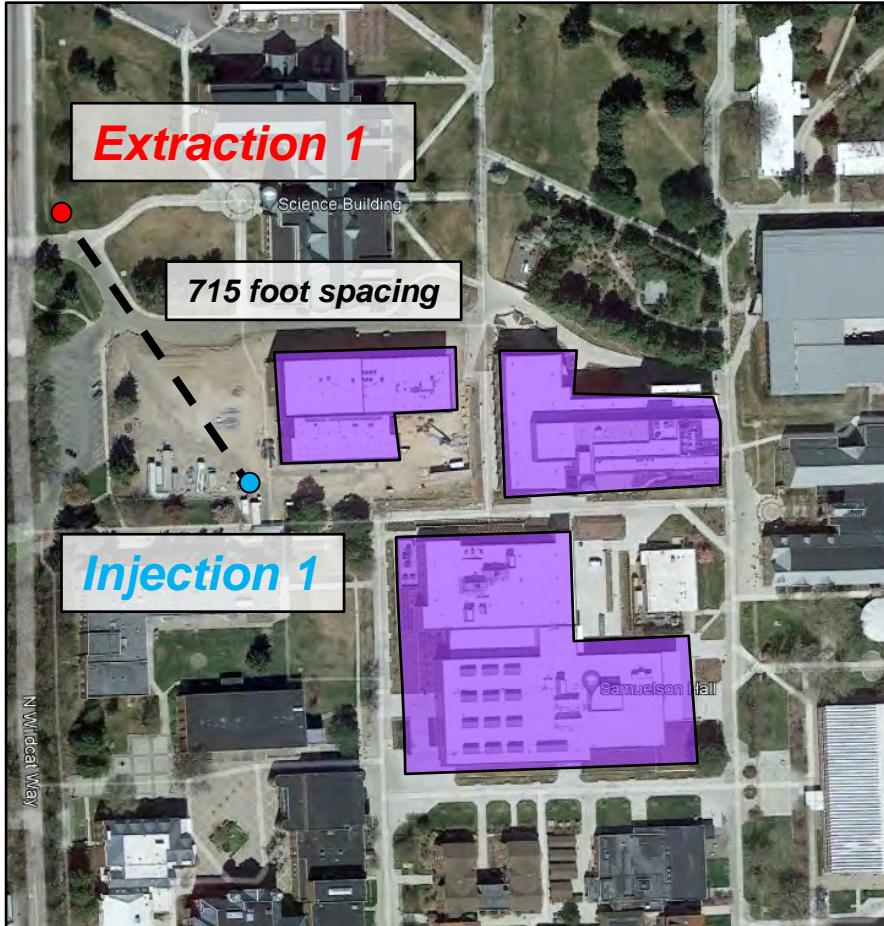 Extraction 1
Science Building
715 foot spacing
Injection 1
Samuelson Hall
N Wildcat Way